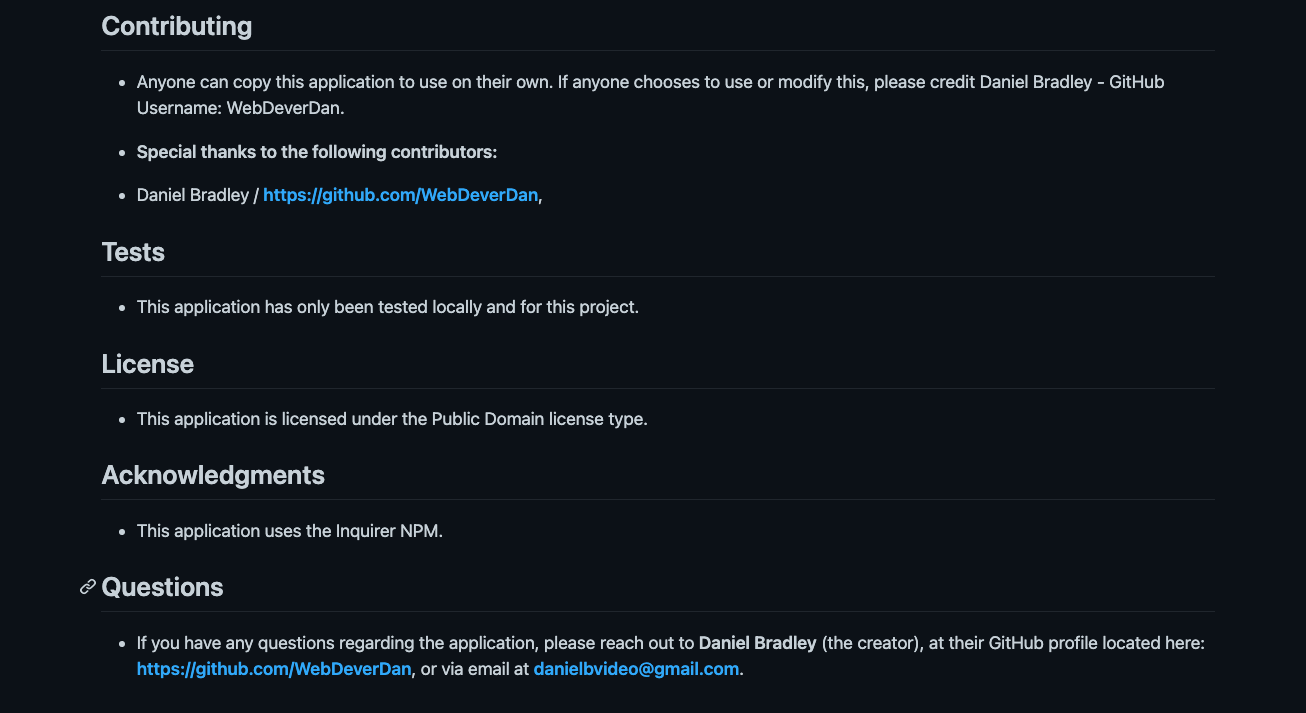 Contributing
Anyone can copy this application to use on their own. If anyone chooses to use or modify this, please credit Daniel Bradley - GitHub
Username: WebDeverDan.
Special thanks to the following contributors:
Daniel Bradley / https://github.com/WebDeverDan,
Tests
This application has only been tested locally and for this project.
License
This application is licensed under the Public Domain license type.
Acknowledgments
This application uses the Inquirer NPM.
Questions
If you have any questions regarding the application, please reach out to Daniel Bradley (the creator), at their GitHub profile located here:
https://github.com/WebDeverDan, or via email at danielbvideo@gmail.com.